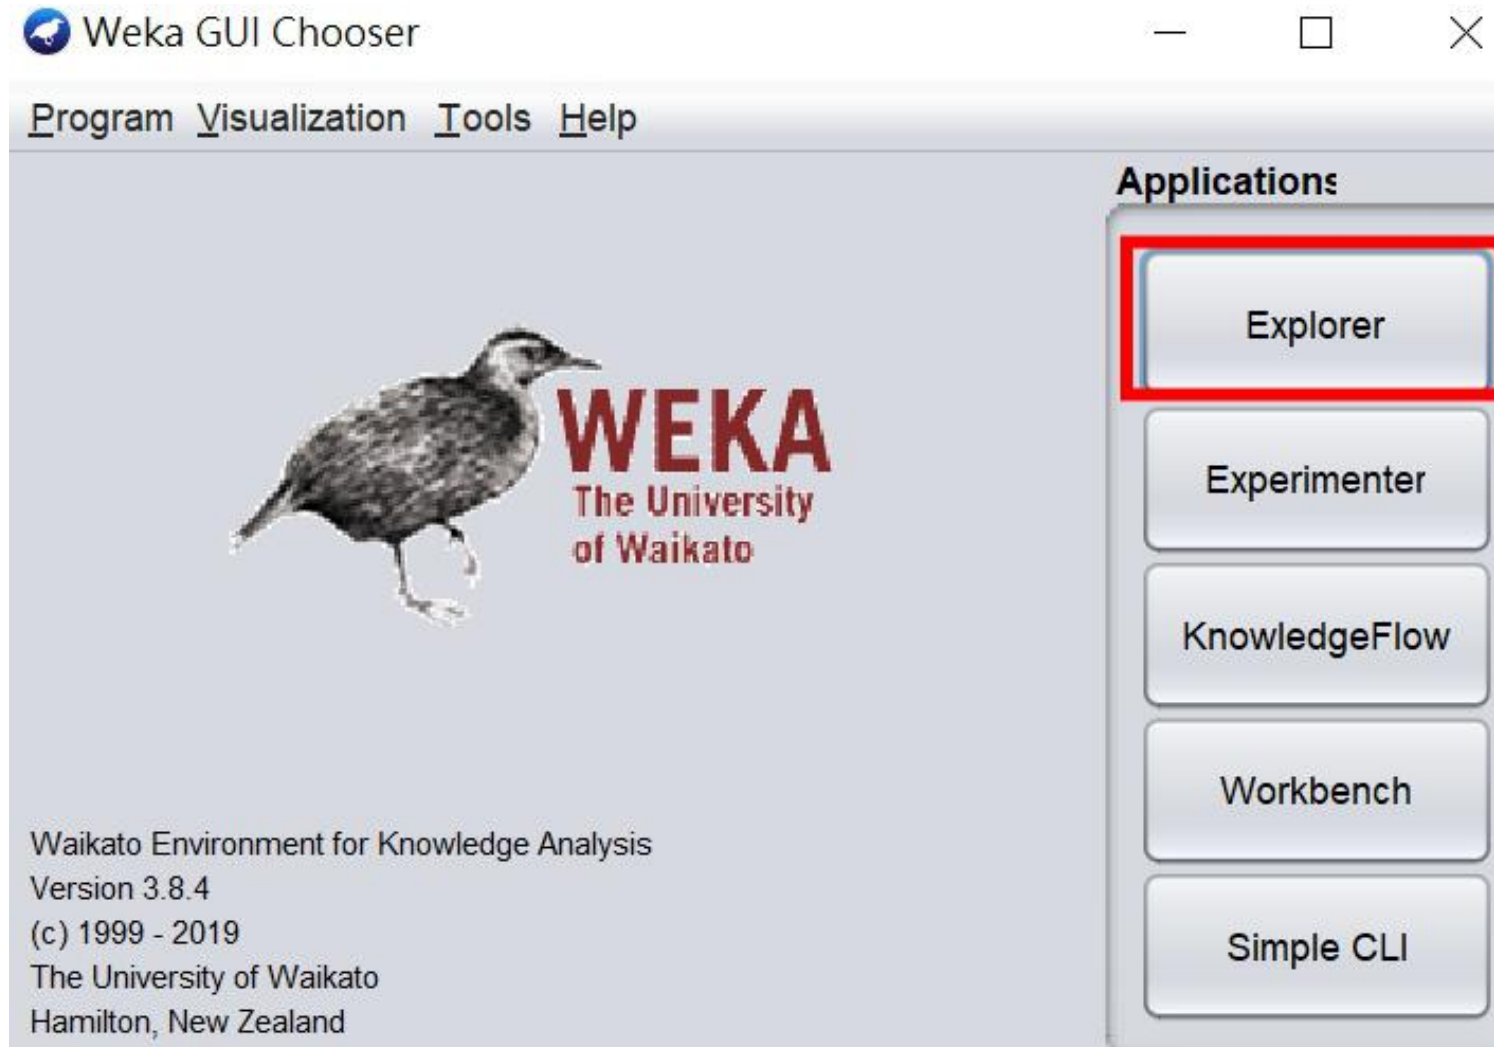 Weka GUI Chooser
Program Visualization Tools Help
Applications
Explorer
Experimenter
KnowledgeFlow
Workbench
Simple CLI
WEKA
The University
of Waikato
Waikato Environment for Knowledge Analysis
Version 3.8.4
(c) 1999 - 2019
The University of Waikato
Hamilton, New Zealand